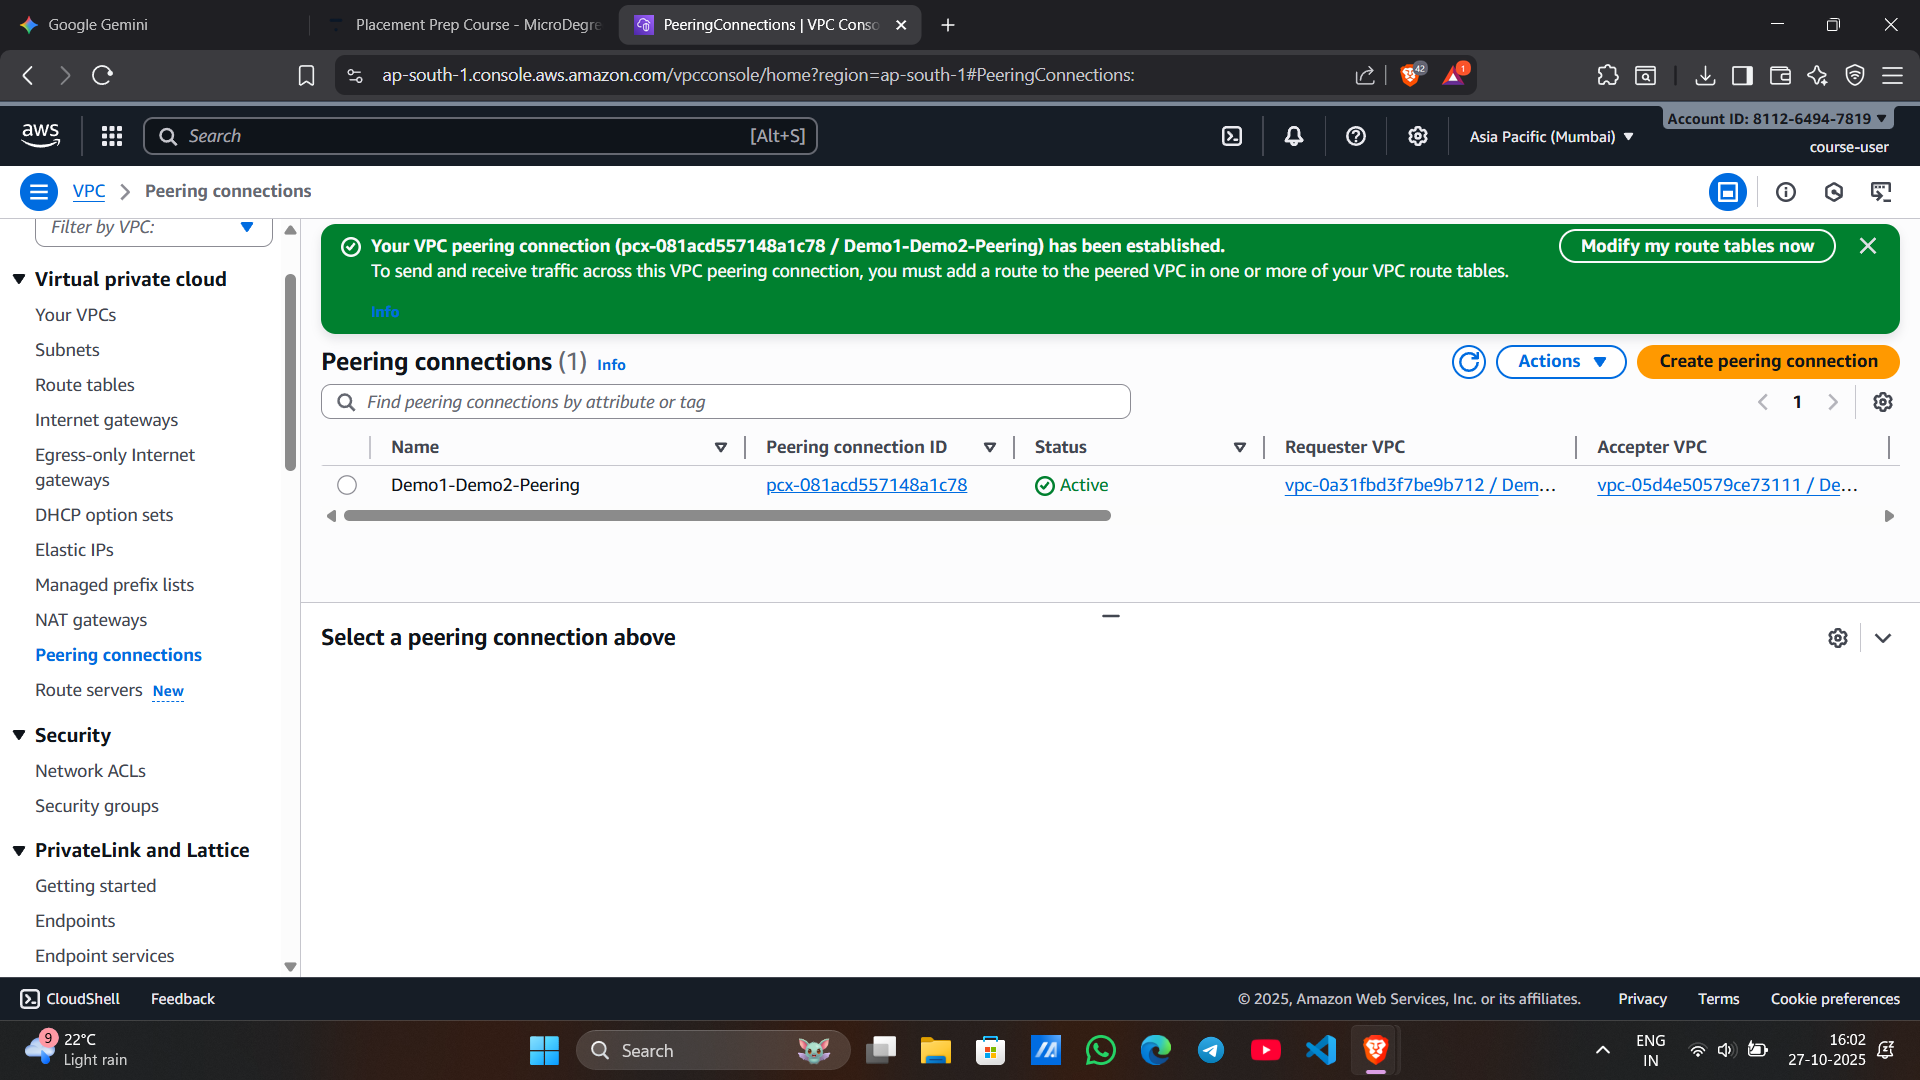 Google Gemini
Placement Prep Course - MicroDegre
PeeringConnections | VPC Conso
ap-south-1.console.aws.amazon.com/vpcconsole/home?region=ap-south-1#PeeringConnections:
42
1
aws
Search
[Alt+S]
Asia Pacific (Mumbai)
Account ID: 8112-6494-7819
course-user
VPC
Peering connections
Filter by VPC:
Virtual private cloud
Your VPCs
Subnets
Route tables
Internet gateways
Egress-only Internet
gateways
DHCP option sets
Elastic IPs
Managed prefix lists
NAT gateways
Peering connections
Route servers New
Security
Network ACLs
Security groups
PrivateLink and Lattice
Getting started
Endpoints
Endpoint services
Your VPC peering connection (pcx-081acd557148a1c78 / Demo1-Demo2-Peering) has been established.
To send and receive traffic across this VPC peering connection, you must add a route to the peered VPC in one or more of your VPC route tables.
Info
Modify my route tables now
Peering connections (1) Info
Actions
Create peering connection
Find peering connections by attribute or tag
1
Name
Peering connection ID
Status
Requester VPC
Accepter VPC
Demo1-Demo2-Peering
pcx-081acd557148a1c78
Active
vpc-0a31fbd3f7be9b712 / Dem...
vpc-05d4e50579ce73111 / De...
Select a peering connection above
CloudShell
Feedback
© 2025, Amazon Web Services, Inc. or its affiliates.
Privacy
Terms
Cookie preferences
9
22°C
Light rain
Search
ENG
IN
16:02
27-10-2025